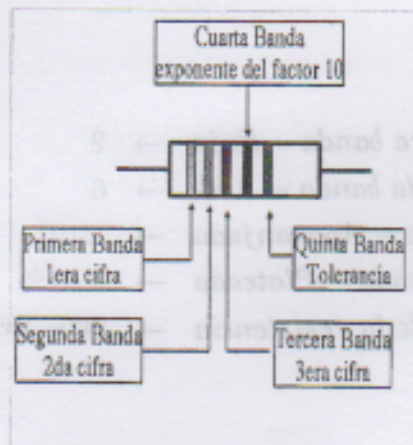 Cuarta Banda
exponente del factor 10
Primera Banda
1era cifra
Quinta Banda
Tolerancia
Segunda Banda
2da cifra
Tercera Banda
3era cifra